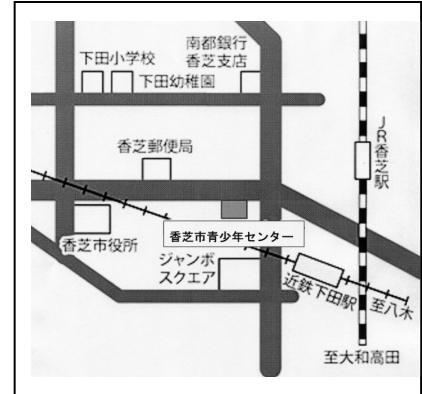 南都銀行
香芝支店
下田小学校
下田幼稚園
JR香芝駅
香芝郵便局
香芝市青少年センター
香芝市役所
ジャンボ
スクエア
近鉄下田駅
至八木
至大和高田